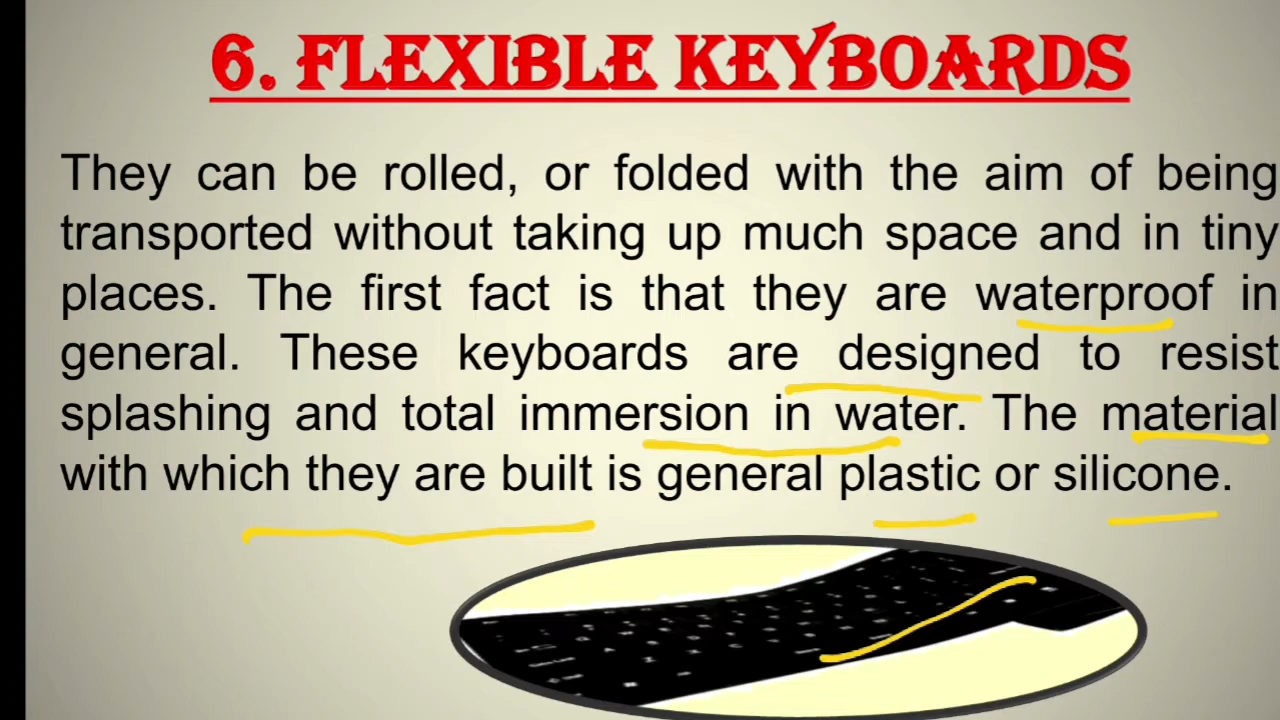 6. FLEXIBLE KEYBOARDS
They can be rolled, or folded with the aim of being
transported without taking up much space and in tiny
places. The first fact is that they are waterproof in
general. These keyboards are designed to resist
splashing and total immersion in water. The material
with which they are built is general plastic or silicone.